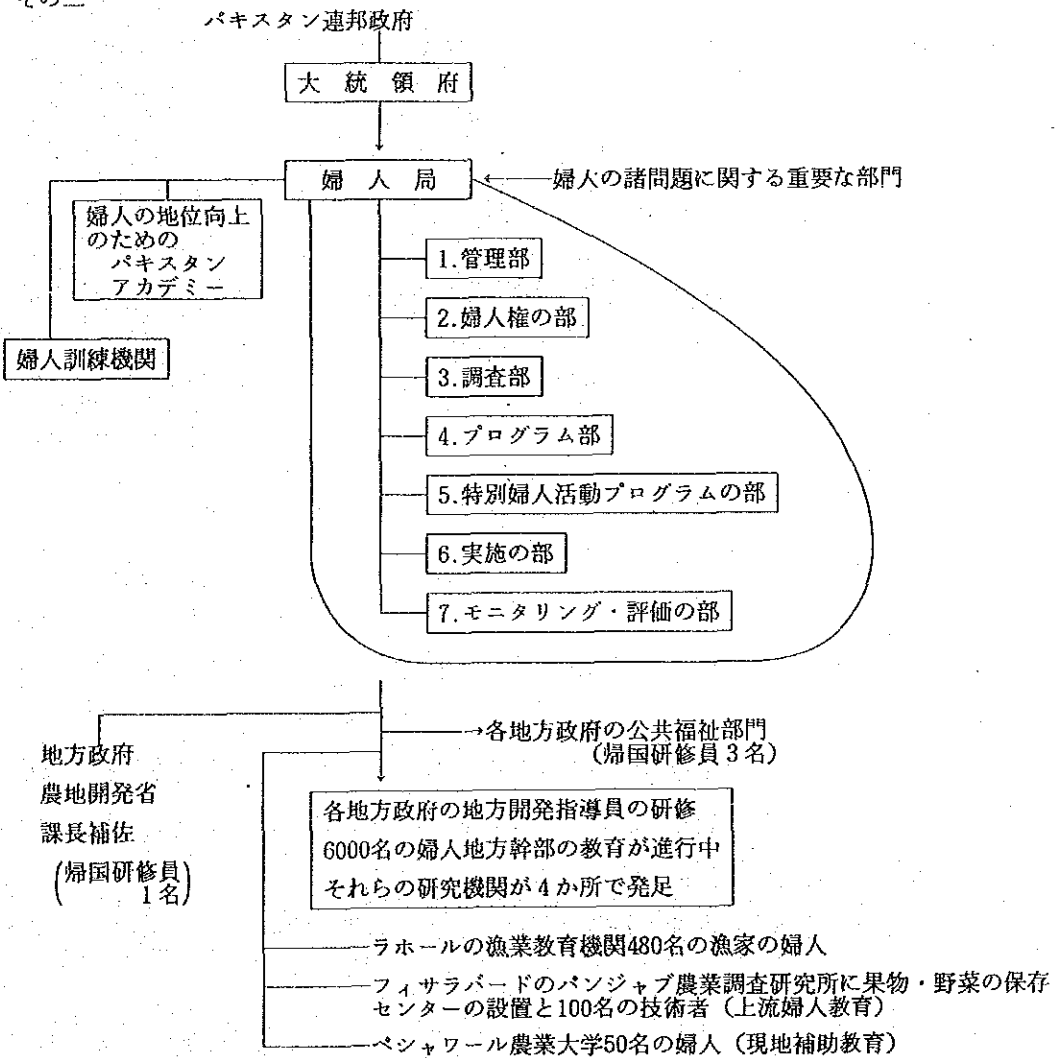 パキスタン連邦政府
大統領府
婦人局
←婦人の諸問題に関する重要な部門
婦人の地位向上
のための
パキスタン
アカデミー
婦人訓練機関
1.管理部
2.婦人権の部
3.調査部
4.プログラム部
5.特別婦人活動プログラムの部
6.実施の部
7.モニタリング・評価の部
→各地方政府の公共福祉部門
(帰国研修員3名)
地方政府
農地開発省
課長補佐
(帰国研修員
1名)
各地方政府の地方開発指導員の研修
6000名の婦人地方幹部の教育が進行中
それらの研究機関が4か所で発足
ラホールの漁業教育機関480名の漁家の婦人
フィサラバードのパンジャブ農業調査研究所に果物・野菜の保存
センターの設置と100名の技術者(上流婦人教育)
ペシャワール農業大学50名の婦人(現地補助教育)